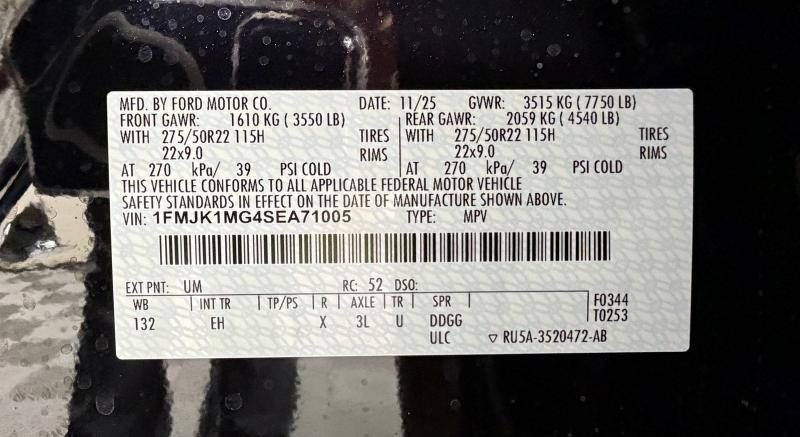 MFD. BY FORD MOTOR CO. DATE: 11/25 GVWR: 3515 KG ( 7750 LB)
FRONT GAWR: 1610 KG ( 3550 LB) REAR GAWR: 2059 KG ( 4540 LB)
WITH 275/50R22 115H TIRES WITH 275/50R22 115H TIRES
22x9.0 RIMS 22x9.0 RIMS
AT 270 kPa/ 39 PSI COLD AT 270 kPa/ 39 PSI COLD
THIS VEHICLE CONFORMS TO ALL APPLICABLE FEDERAL MOTOR VEHICLE
SAFETY STANDARDS IN EFFECT ON THE DATE OF MANUFACTURE SHOWN ABOVE.
VIN: 1FMJK1MG4SEA71005 TYPE: MPV
EXT PNT: UM RC: 52 DSO:
WB | INT TR | TP/PS | R | AXLE | TR | SPR | F0344
132 EH X 3L U DDGG T0253
ULC ▽ RU5A-3520472-AB